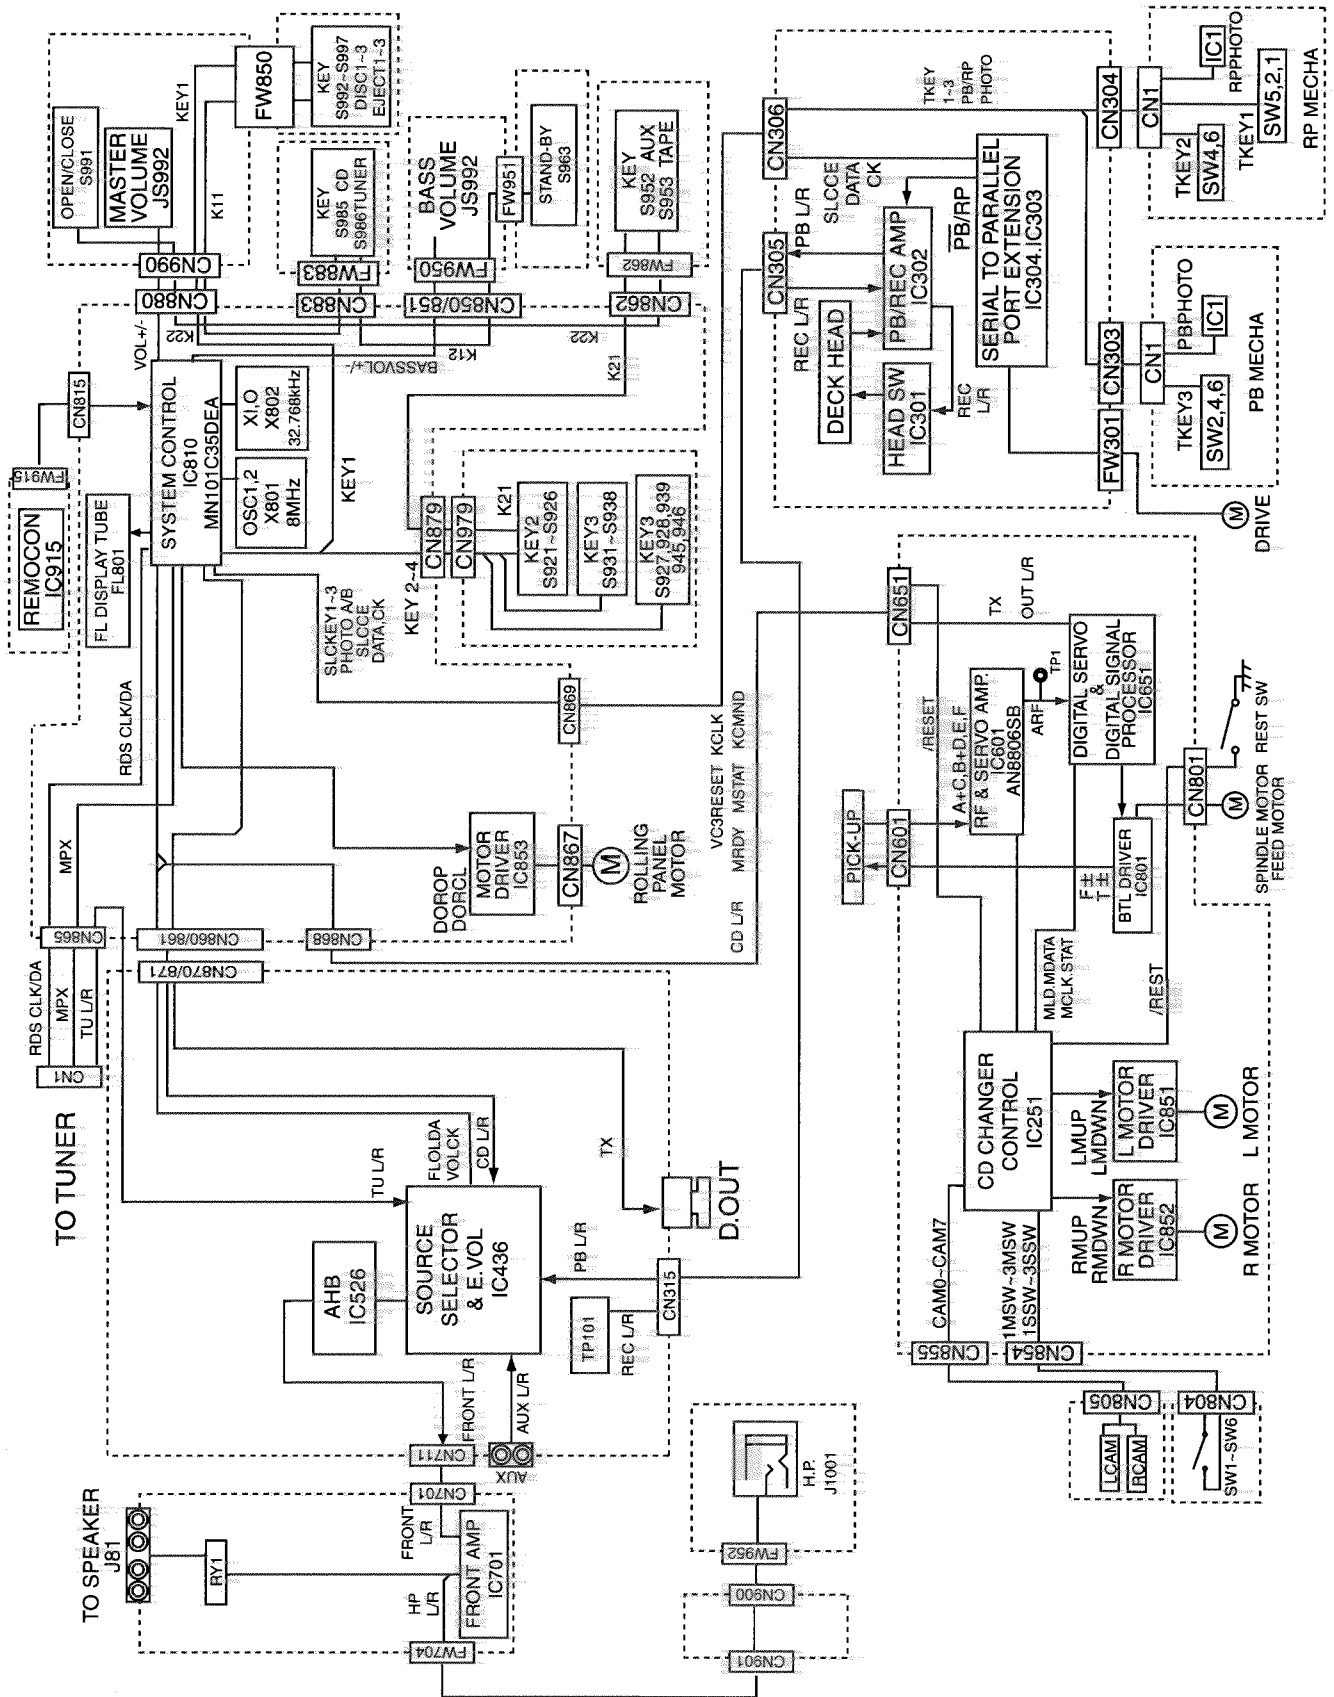 OPEN/CLOSE
S991
MASTER
VOLUME
JS992
CN990
CN880
KEY1
K11
FW850
KEY
S992~S997
DISC1~3
EJECT1~3
KEY
S985 CD
S986TUNER
FW883
CN883
BASS
VOLUME
JS992
FW950
CN850/851
FW951
STAND-BY
S963
KEY
S952 AUX
S953 TAPE
FW862
CN862
VOL+/-
K22
BASSVOL+/-
K12
K22
K21
REMOCON
IC915
FW915
CN815
FL DISPLAY TUBE
FL801
SYSTEM CONTROL
IC810
MN101C35DEA
XI,O
X802
32.768kHz
OSC1,2
X801
8MHz
KEY1
KEY 2~4
CN879
CN979
K21
KEY2
S921~S926
KEY3
S931~S938
KEY3
S927,928,939
945,946
SLCKEY1~3
PHOTO A/B
SLCCE
DATA,CK
CN869
RDS CLK/DA
MPX
DOROP
DORCL
MOTOR
DRIVER
IC853
CN867
M
ROLLING
PANEL
MOTOR
CN865
CN860/861
CN868
CN870/871
RDS CLK/DA
MPX
TU L/R
CN1
TO TUNER
CD L/R MRDY MSTAT KCMND
VC3RESET KCLK
TU L/R
FLOLDA
VOLCK
CD L/R
TX
D.OUT
AHB
IC526
SOURCE
SELECTOR
& E.VOL
IC436
PB L/R
CN315
TP101
REC L/R
FRONT L/R
AUX L/R
CN711
AUX
CN701
TO SPEAKER
J81
RY1
FRONT
L/R
HP
L/R
FRONT AMP
IC701
FW704
H.P.
J1001
FW952
CN900
CN901
CN306
CN305
TKEY
1~3
PB/RP
PHOTO
PB L/R
SLCCE
DATA
CK
REC L/R
DECK HEAD
PB/REC AMP
IC302
PB/RP
HEAD SW
IC301
REC
L/R
SERIAL TO PARALLEL
PORT EXTENSION
IC304.IC303
CN304
CN1
IC1
RPPHOTO
TKEY2
SW4,6
TKEY1
SW5,2,1
RP MECHA
CN303
CN1
PBPHOTO
IC1
TKEY3
SW2,4,6
PB MECHA
FW301
M
DRIVE
CN651
/RESET
TX
OUT L/R
A+C,B+D,E,F
RF & SERVO AMP.
IC601
AN8806SB
ARF
TP1
DIGITAL SERVO
&
DIGITAL SIGNAL
PROCESSOR
IC651
PICK-UP
CN601
F ±
T ±
BTL DRIVER
IC801
CN801
M
SPINDLE MOTOR REST SW
FEED MOTOR
MLD.MDATA
MCLK.STAT
/REST
CD CHANGER
CONTROL
IC251
LMUP
LMDWN
L MOTOR
DRIVER
IC851
M
L MOTOR
RMUP
RMDWN
R MOTOR
DRIVER
IC852
M
R MOTOR
CAM0~CAM7
1MSW~3MSW
1SSW~3SSW
CN855
CN854
CN805
LCAM
RCAM
CN804
SW1~SW6